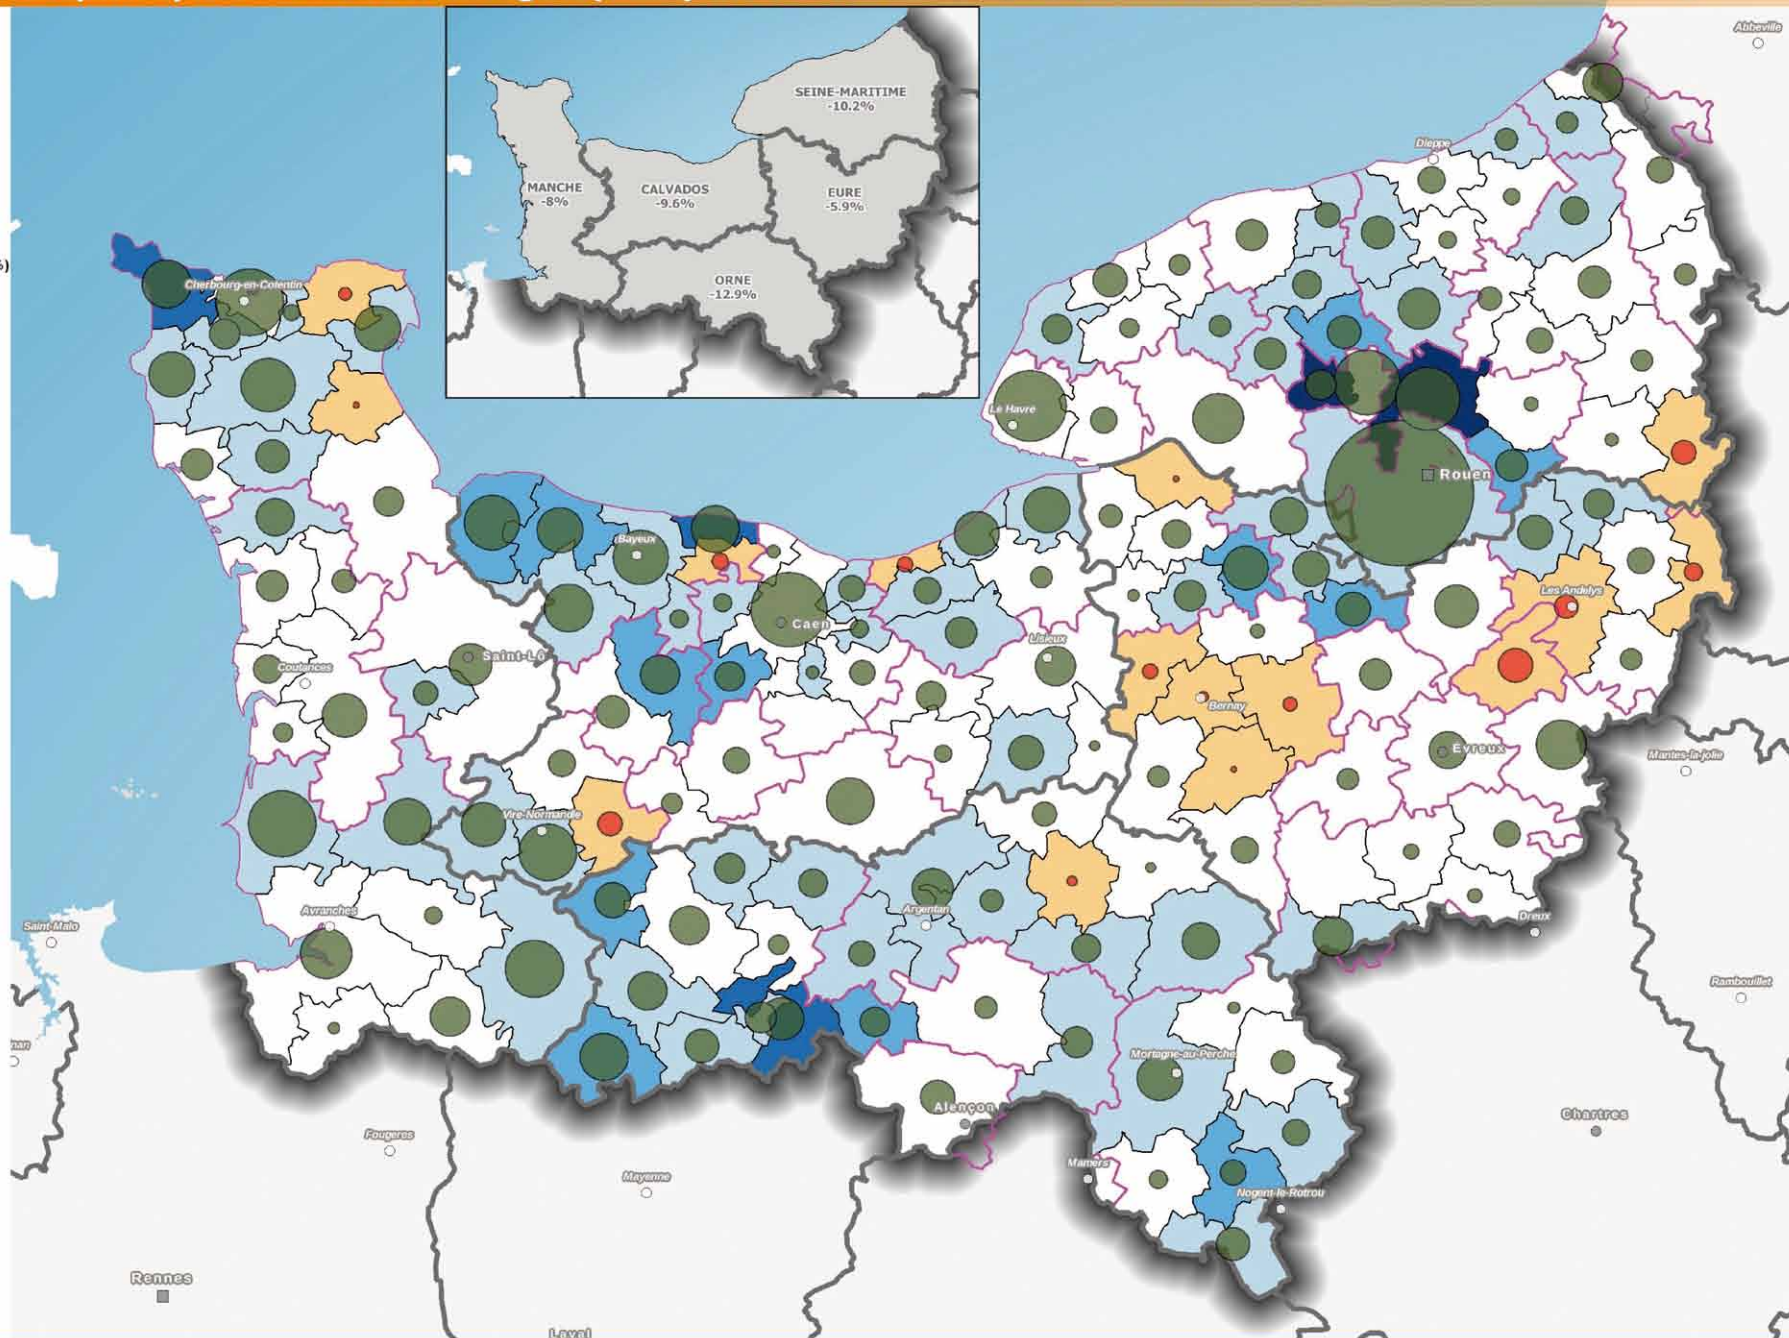 Abbeville
SEINE-MARITIME
-10.2%
Dieppe
MANCHE
-8%
CALVADOS
-9.6%
EURE
-5.9%
%)
Cherbourg-en-Cotentin
ORNE
-12.9%
Le Havre
Rouen
Bayeux
Les Andelys
Caen
Lisieux
Saint-Lô
Coutances
Bernay
Evreux
Mantes-la-jolie
Vire-Normandie
Avranches
Argentan
Dreux
Saint-Malo
Rambouillet
nan
Mortagne-au-Perche
Alençon
Chartres
Fougeres
Mamers
Mayenne
Nogent-le-Rotrou
Rennes
Laval